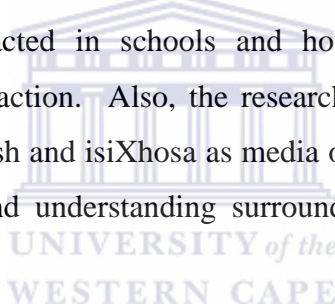 acted in schools and ho
action. Also, the research
sh and isiXhosa as media o
nd understanding surround
UNIVERSITY of the
WESTERN CAPE